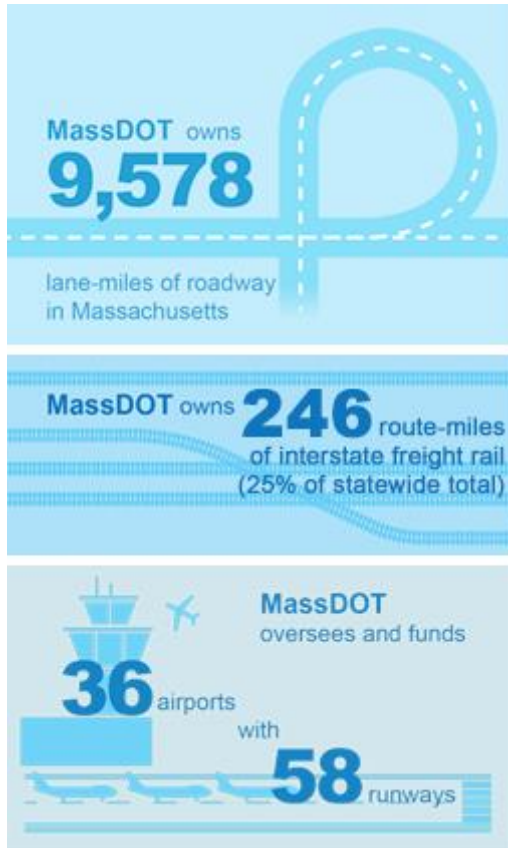 MassDOT owns
9,578
lane-miles of roadway
in Massachusetts
MassDOT owns 246 route-miles
of interstate freight rail
(25% of statewide total)
MassDOT
oversees and funds
36 airports
with
58 runways